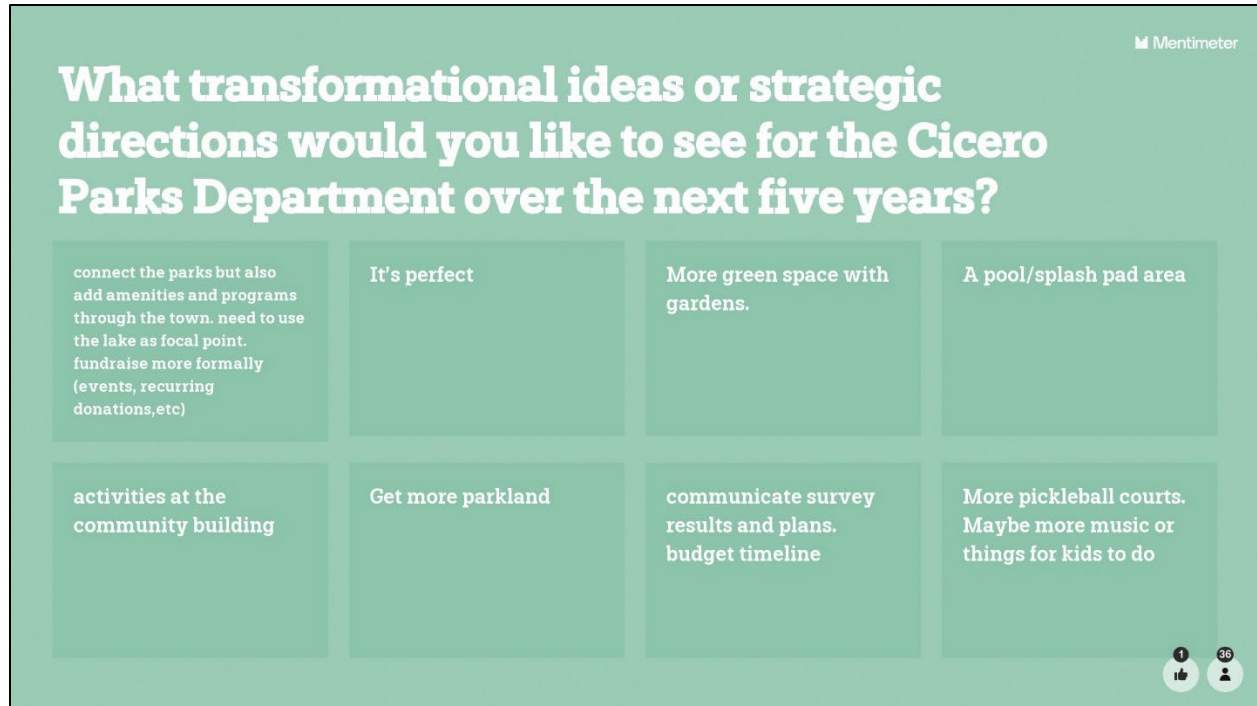 Mentimeter
What transformational ideas or strategic
directions would you like to see for the Cicero
Parks Department over the next five years?
connect the parks but also
add amenities and programs
through the town. need to use
the lake as focal point.
fundraise more formally
(events, recurring
donations,etc)
It's perfect
More green space with
gardens.
A pool/splash pad area
activities at the
community building
Get more parkland
communicate survey
results and plans.
budget timeline
More pickleball courts.
Maybe more music or
things for kids to do
1
36